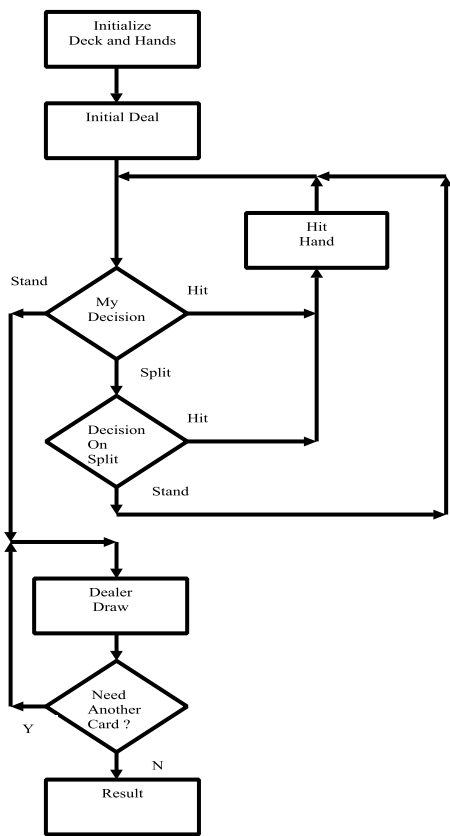 Initialize
Deck and Hands
Initial Deal
Hit
Hand
Stand
My
Decision
Hit
Split
Decision
On
Split
Hit
Stand
Dealer
Draw
Need
Another
Card ?
Y
N
Result